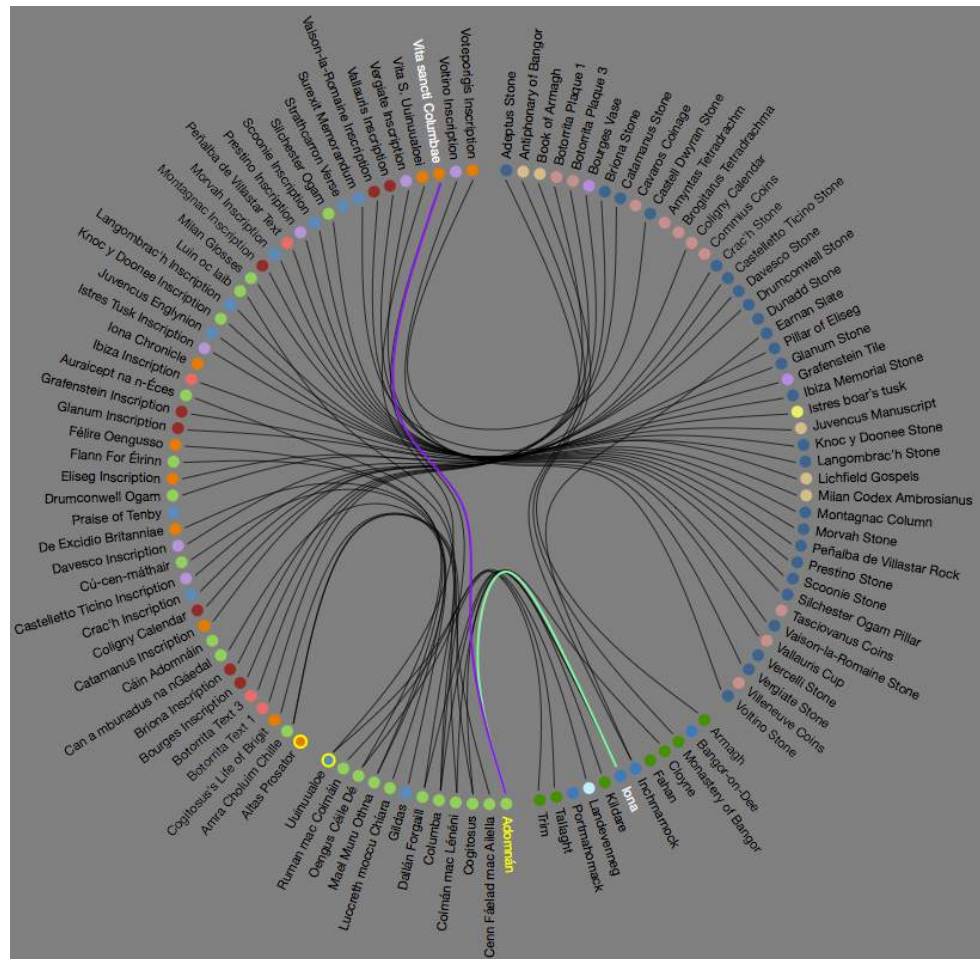 Adeptus Stone
Antiphonary of Bangor
Book of Armagh
Botorrita Plaque 1
Botorrita Plaque 3
Bourges Vase
Briona Stone
Catamanus Stone
Cavaros Coinage
Castell Dwyran Stone
Amyntas Tetradrachm
Brogitarus Tetradrachma
Coligny Calendar
Commius Coins
Crac'h Stone
Castelletto Ticino Stone
Davesco Stone
Drumconwell Stone
Dunadd Stone
Earnan Slate
Pillar of Eliseg
Glanum Stone
Grafenstein Tile
Ibiza Memorial Stone
Istres boar's tusk
Juvencus Manuscript
Knoc y Doonee Stone
Langombrac'h Stone
Lichfield Gospels
Milan Codex Ambrosianus
Montagnac Column
Morvah Stone
Peñalba de Villastar Rock
Prestino Stone
Scoonie Stone
Silchester Ogam Pillar
Tasciovanus Coins
Vaison-la-Romaine Stone
Vallauris Cup
Vercelli Stone
Vergiate Stone
Villeneuve Coins
Voltino Stone
Armagh
Bangor-on-Dee
Monastery of Bangor
Cloyne
Fahan
Inchmarnock
Iona
Kildare
Landevenneg
Portmahomack
Tallaght
Trim
Adomnán
Cenn Fáelad mac Ailella
Cogitosus
Colmán mac Lénéni
Columba
Dallán Forgaill
Gildas
Luccreth moccu Chíara
Mael Muru Othna
Oengus Céile Dé
Ruman mac Colmáin
Uuinuualoe
Altas Prosator
Amra Choluim Chille
Cogitosus's Life of Brigit
Botorrita Text 1
Botorrita Text 3
Bourges Inscription
Briona Inscription
Can a mbunadus na nGáedal
Cáin Adomnáin
Catamanus Inscription
Coligny Calendar
Crac'h Inscription
Castelletto Ticino Inscription
Cú-cen-máthair
Davesco Inscription
De Excidio Britanniae
Praise of Tenby
Drumconwell Ogam
Eliseg Inscription
Flann For Éirinn
Félire Oengusso
Glanum Inscription
Grafenstein Inscription
Auraicept na n-Éces
Ibiza Inscription
Iona Chronicle
Istres Tusk Inscription
Juvencus Englynion
Knoc y Doonee Inscription
Langombrac'h Inscription
Luin oc laib
Milan Glosses
Montagnac Inscription
Morvah Inscription
Peñalba de Villastar Text
Prestino Inscription
Scoonie Inscription
Silchester Ogam
Strathcarron Verse
Surexit Memorandum
Vaison-la-Romaine Inscription
Vallauris Inscription
Vergiate Inscription
Vita S. Uuinuualoei
Vita sancti Columbae
Voltino Inscription
Voteporigis Inscription